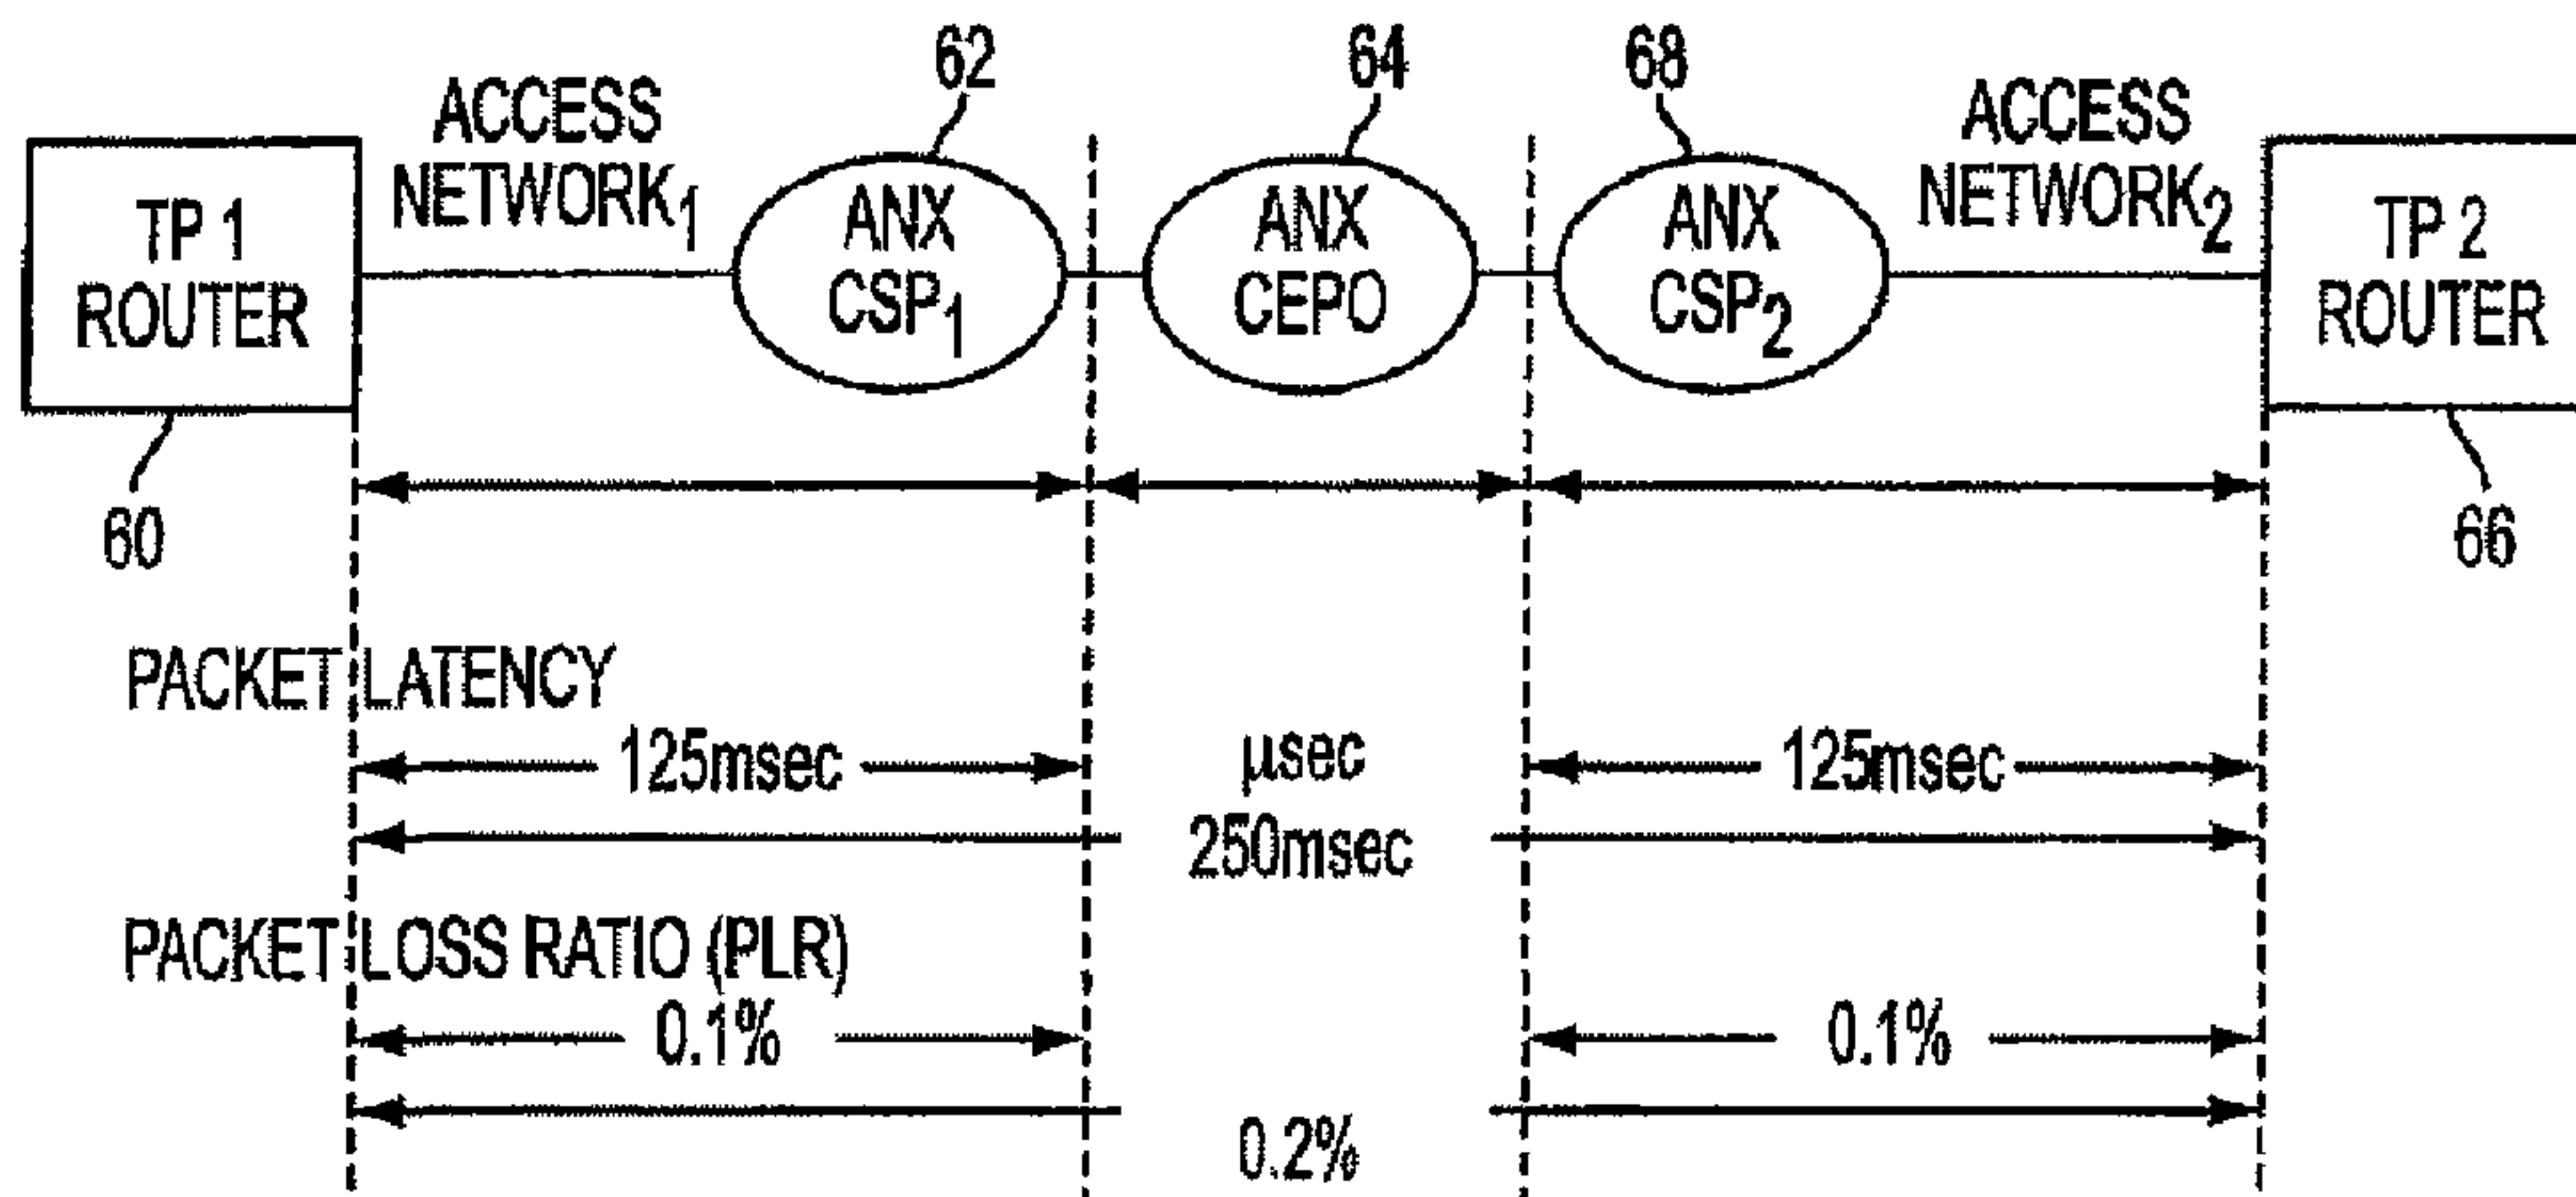 62
64
68
ACCESS
NETWORK1
ACCESS
NETWORK2
TP 1
ROUTER
ANX
CSP1
ANX
CEPO
ANX
CSP2
TP 2
ROUTER
60
66
PACKET LATENCY
125msec
μsec
125msec
250msec
PACKET LOSS RATIO (PLR)
0.1%
0.1%
0.2%